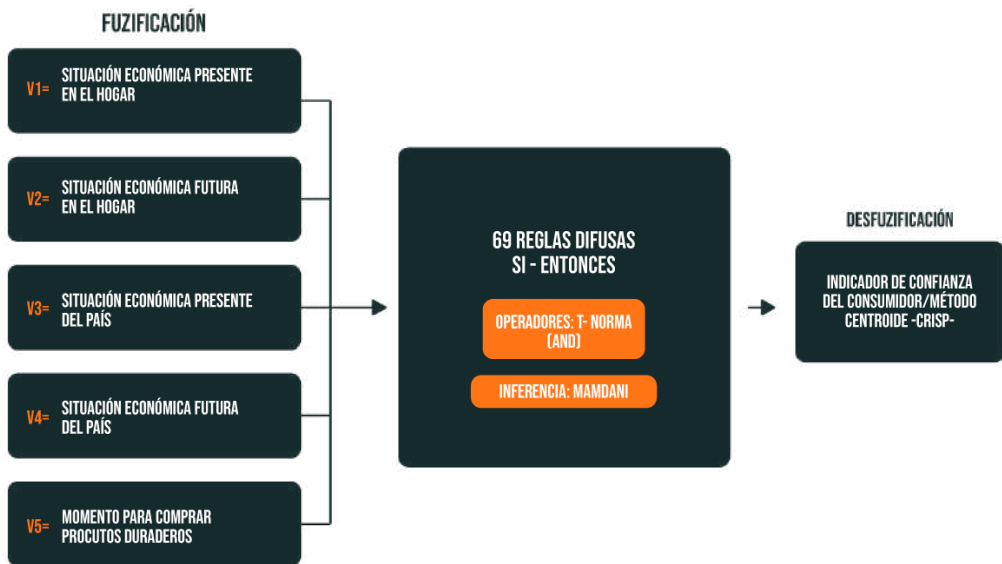 FUZIFICACIÓN
V1= SITUACIÓN ECONÓMICA PRESENTE
EN EL HOGAR
V2= SITUACIÓN ECONÓMICA FUTURA
EN EL HOGAR
V3= SITUACIÓN ECONÓMICA PRESENTE
DEL PAÍS
V4= SITUACIÓN ECONÓMICA FUTURA
DEL PAÍS
V5= MOMENTO PARA COMPRAR
PROCUTOS DURADEROS
69 REGLAS DIFUSAS
SI - ENTONCES
OPERADORES: T- NORMA
(AND)
INFERENCIA: MAMDANI
DESFUZIFICACIÓN
INDICADOR DE CONFIANZA
DEL CONSUMIDOR/MÉTODO
CENTROIDE -CRISP-